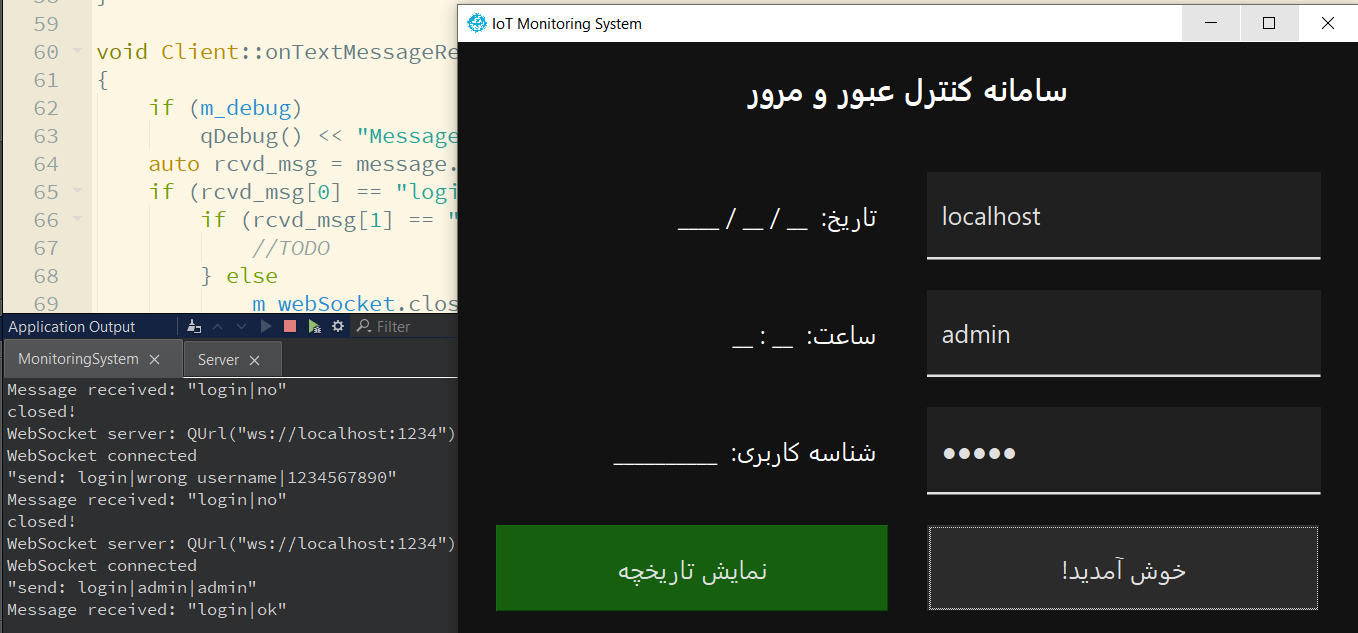 58 }
59
60 void Client::onTextMessageRe
61 {
62 if (m_debug)
63 qDebug() << "Message
64 auto rcvd_msg = message.
65 if (rcvd_msg[0] == "logi
66 if (rcvd_msg[1] == "
67 //TODO
68 } else
69 m_webSocket.clos
Application Output
Filter
MonitoringSystem
Server
Message received: "login|no"
closed!
WebSocket server: QUrl("ws://localhost:1234")
WebSocket connected
"send: login|wrong username|1234567890"
Message received: "login|no"
closed!
WebSocket server: QUrl("ws://localhost:1234")
WebSocket connected
"send: login|admin|admin"
Message received: "login|ok"
IoT Monitoring System
سامانه کنترل عبور و مرور
localhost
تاریخ: __ / __ / ____
admin
ساعت: __ : __
●●●●●
شناسه کاربری: __________
خوش آمدید!
نمایش تاریخچه